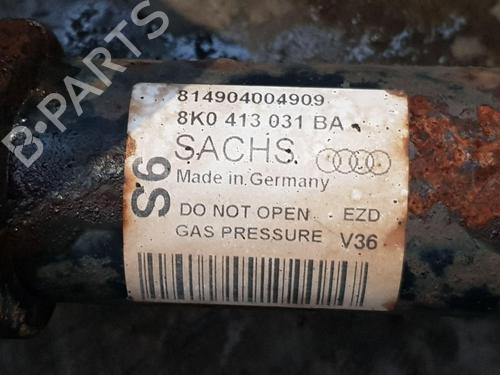 B-PARTS
814904004909
8K0 413 031 BA
SACHS
Made in Germany
S6
DO NOT OPEN EZD
GAS PRESSURE V36